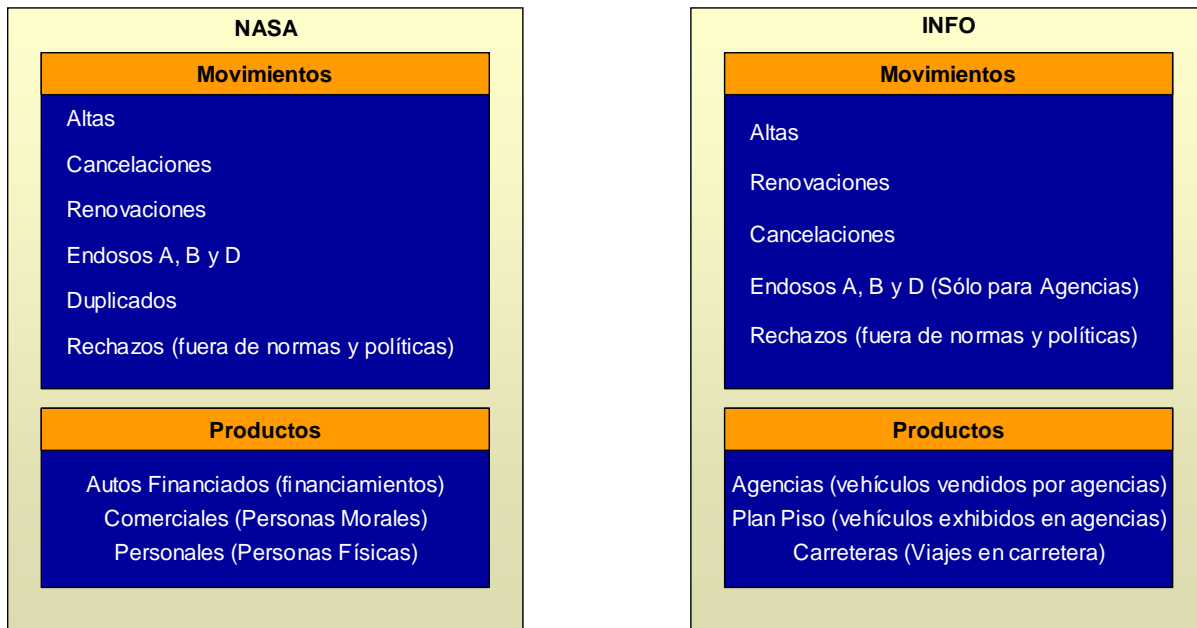 NASA
Movimientos
Altas
Cancelaciones
Renovaciones
Endosos A, B y D
Duplicados
Rechazos (fuera de normas y políticas)
Productos
Autos Financiados (financiamientos)
Comerciales (Personas Morales)
Personales (Personas Físicas)
INFO
Movimientos
Altas
Renovaciones
Cancelaciones
Endosos A, B y D (Sólo para Agencias)
Rechazos (fuera de normas y políticas)
Productos
Agencias (vehículos vendidos por agencias)
Plan Piso (vehículos exhibidos en agencias)
Carreteras (Viajes en carretera)